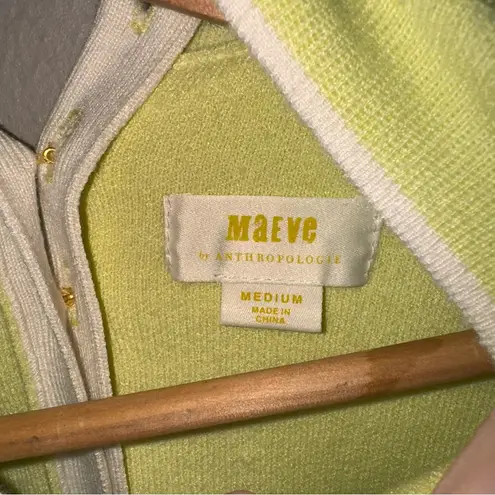 MaEVe
by ANTHROPOLOGIE
MEDIUM
MADE IN
CHINA